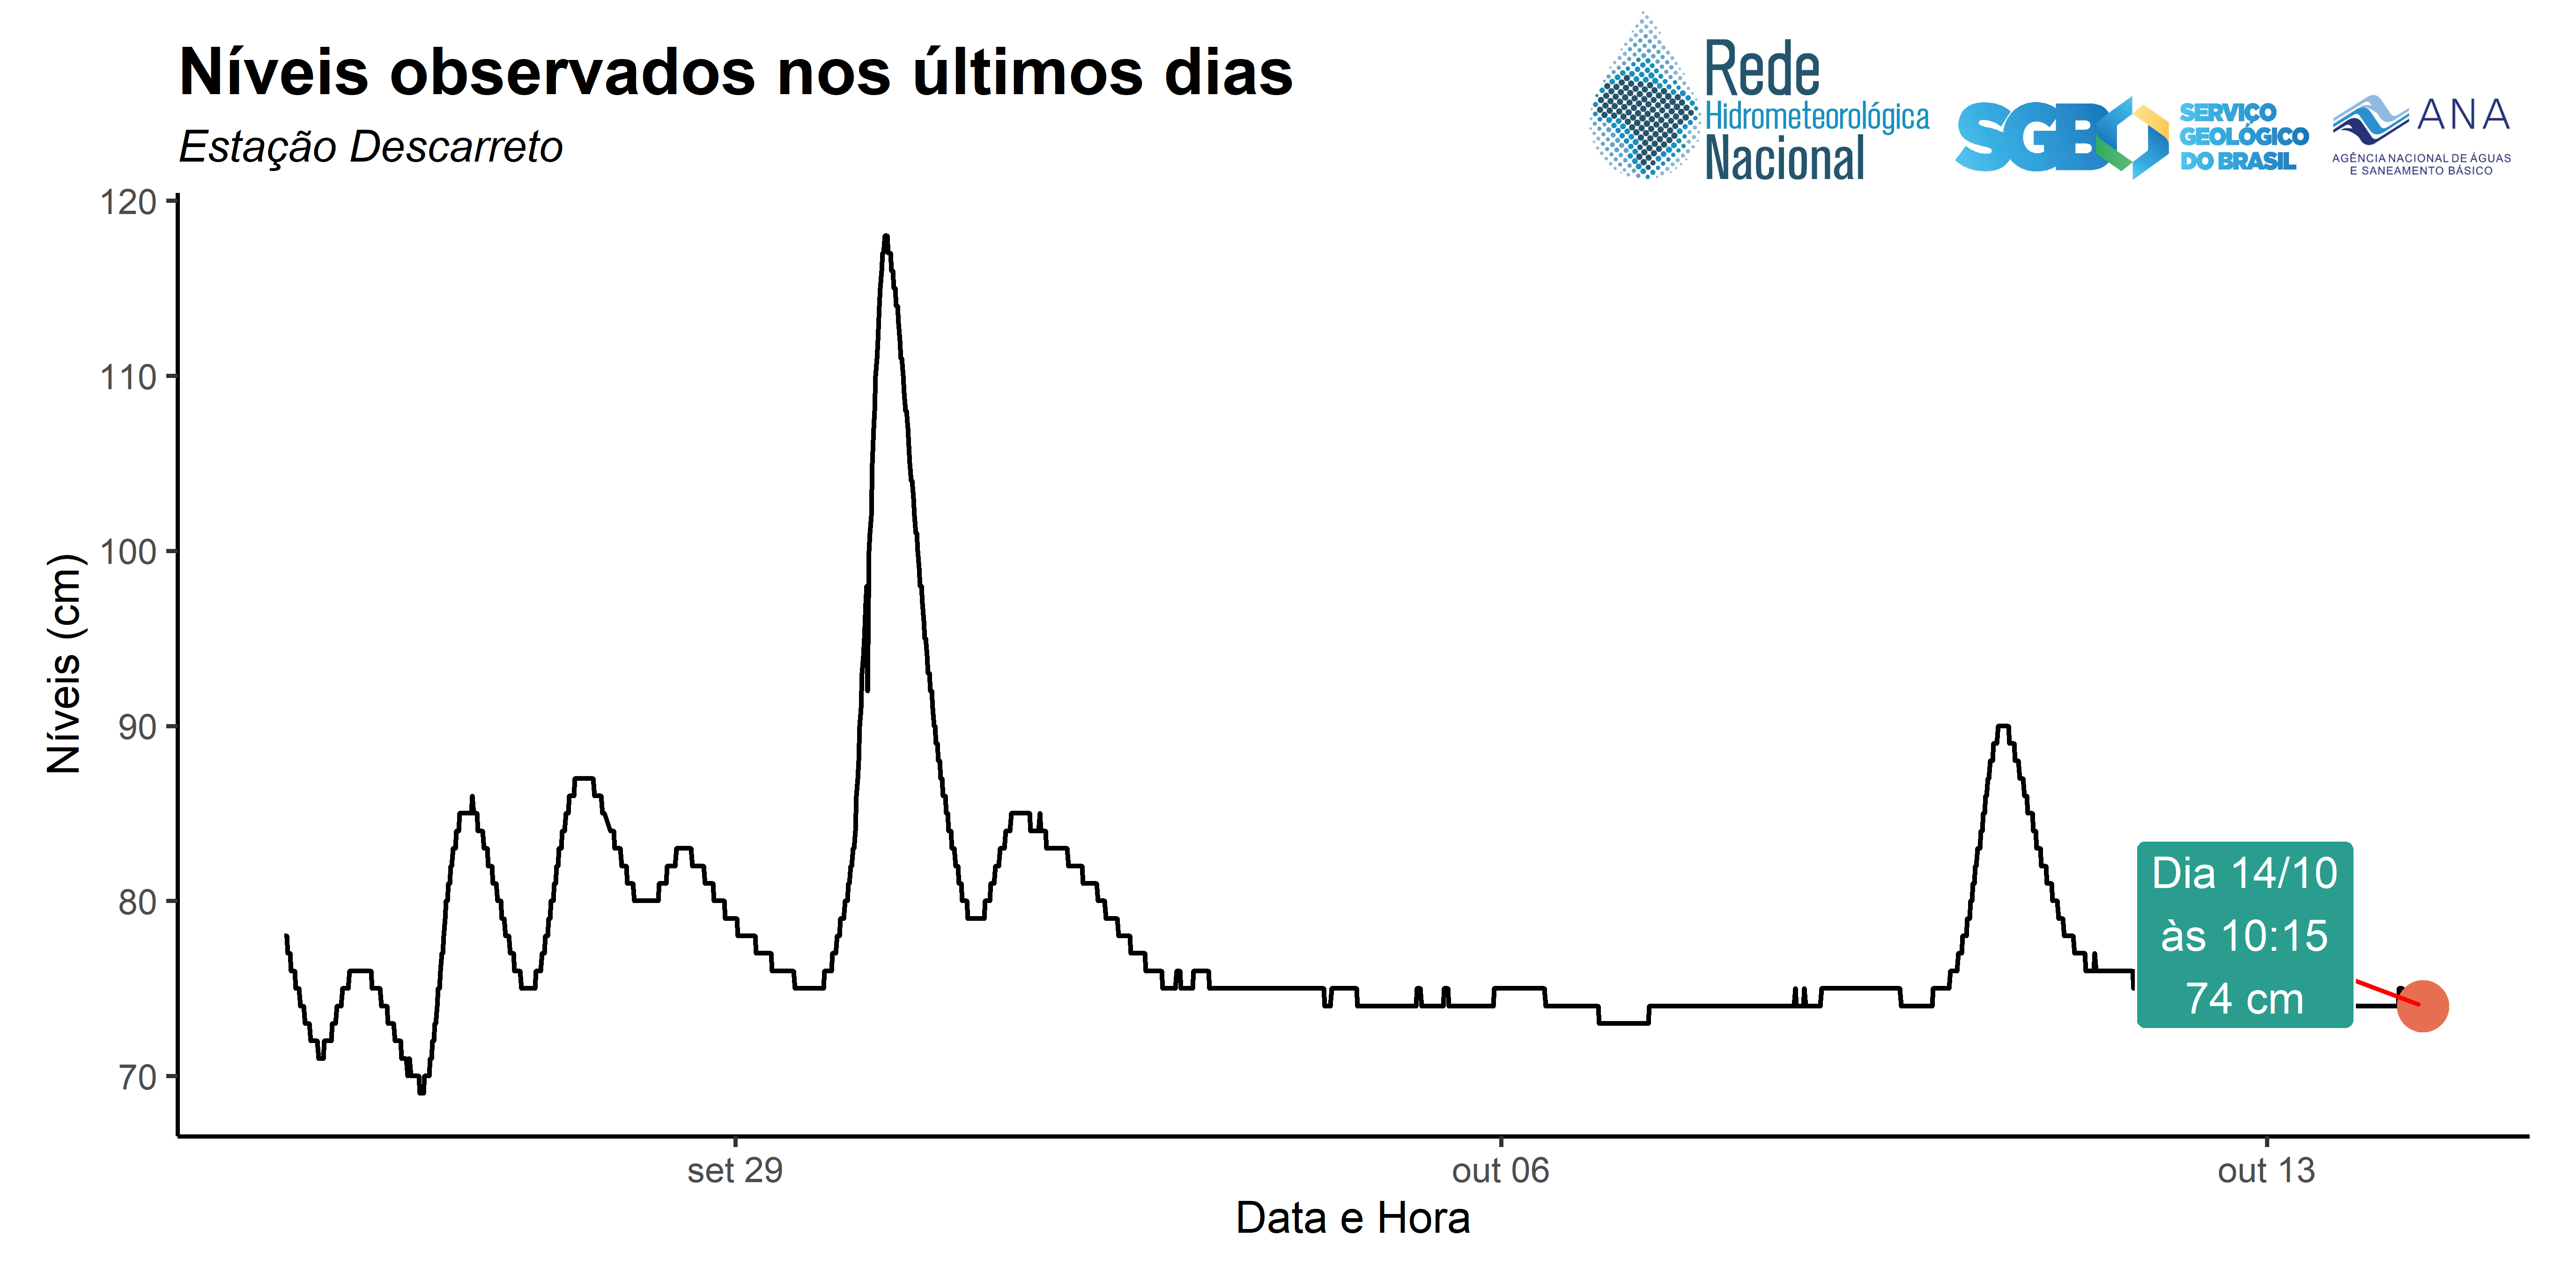 Níveis observados nos últimos dias
Estação Descarreto
Rede
Hidrometeorológica
Nacional
SGB
SERVIÇO
GEOLÓGICO
DO BRASIL
ANA
AGÊNCIA NACIONAL DE ÁGUAS
E SANEAMENTO BÁSICO
120
110
100
90
80
70
Níveis (cm)
Dia 14/10
às 10:15
74 cm
set 29
out 06
out 13
Data e Hora